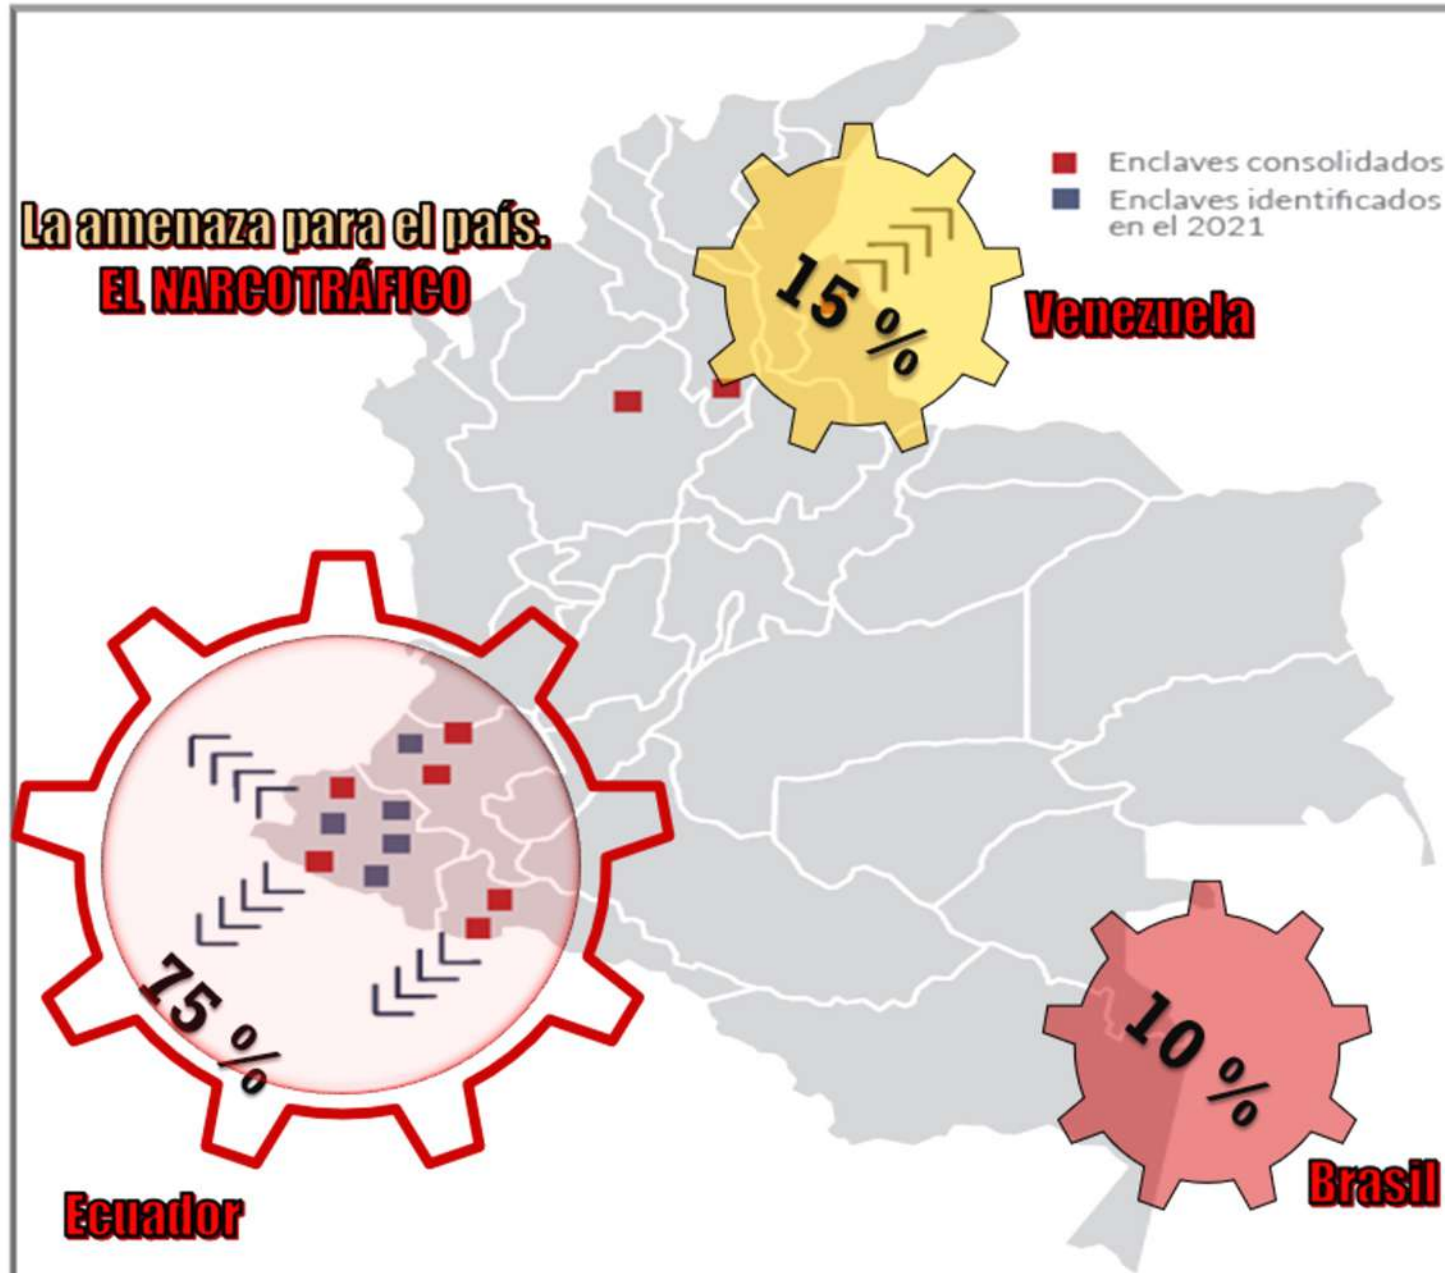 La amenaza para el país.
EL NARCOTRÁFICO
Enclaves consolidados
Enclaves identificados
en el 2021
15 %
Venezuela
75 %
Ecuador
10 %
Brasil